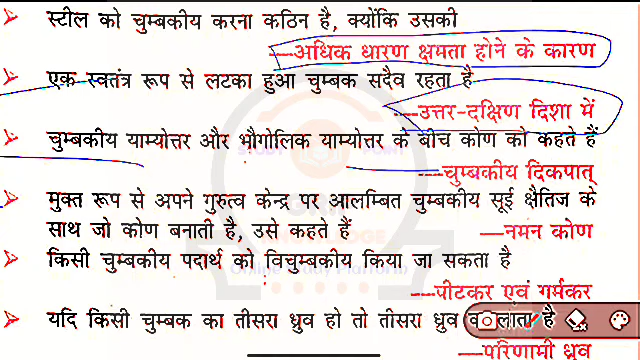 स्टील को चुम्बकीय करना कठिन है, क्योंकि उसकी
---अधिक धारण क्षमता होने के कारण
एक स्वतंत्र रूप से लटका हुआ चुम्बक सदैव रहता है
---उत्तर-दक्षिण दिशा में
चुम्बकीय याम्योत्तर और भौगोलिक याम्योत्तर के बीच कोण को कहते हैं
---चुम्बकीय दिकपात्
मुक्त रूप से अपने गुरुत्व केन्द्र पर आलम्बित चुम्बकीय सूई क्षैतिज के
साथ जो कोण बनाती है, उसे कहते हैं
---नमन कोण
किसी चुम्बकीय पदार्थ को विचुम्बकीय किया जा सकता है
---पीटकर एवं गर्मकर
यदि किसी चुम्बक का तीसरा ध्रुव हो तो तीसरा ध्रुव है
---परिणामी ध्रुव